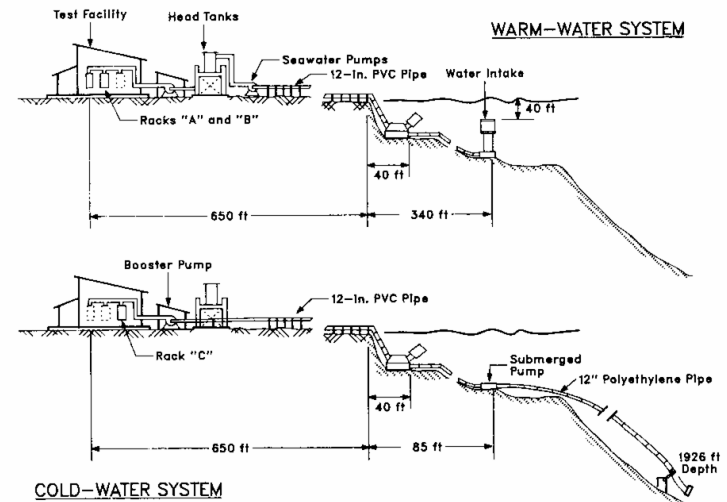 WARM-WATER SYSTEM
Test Facility
Head Tanks
Seawater Pumps
12-In. PVC Pipe
Water Intake
Racks "A" and "B"
40 ft
40 ft
650 ft
340 ft
Booster Pump
12-In. PVC Pipe
Rack "C"
Submerged
Pump
12" Polyethylene Pipe
40 ft
650 ft
85 ft
1926 ft
Depth
COLD-WATER SYSTEM